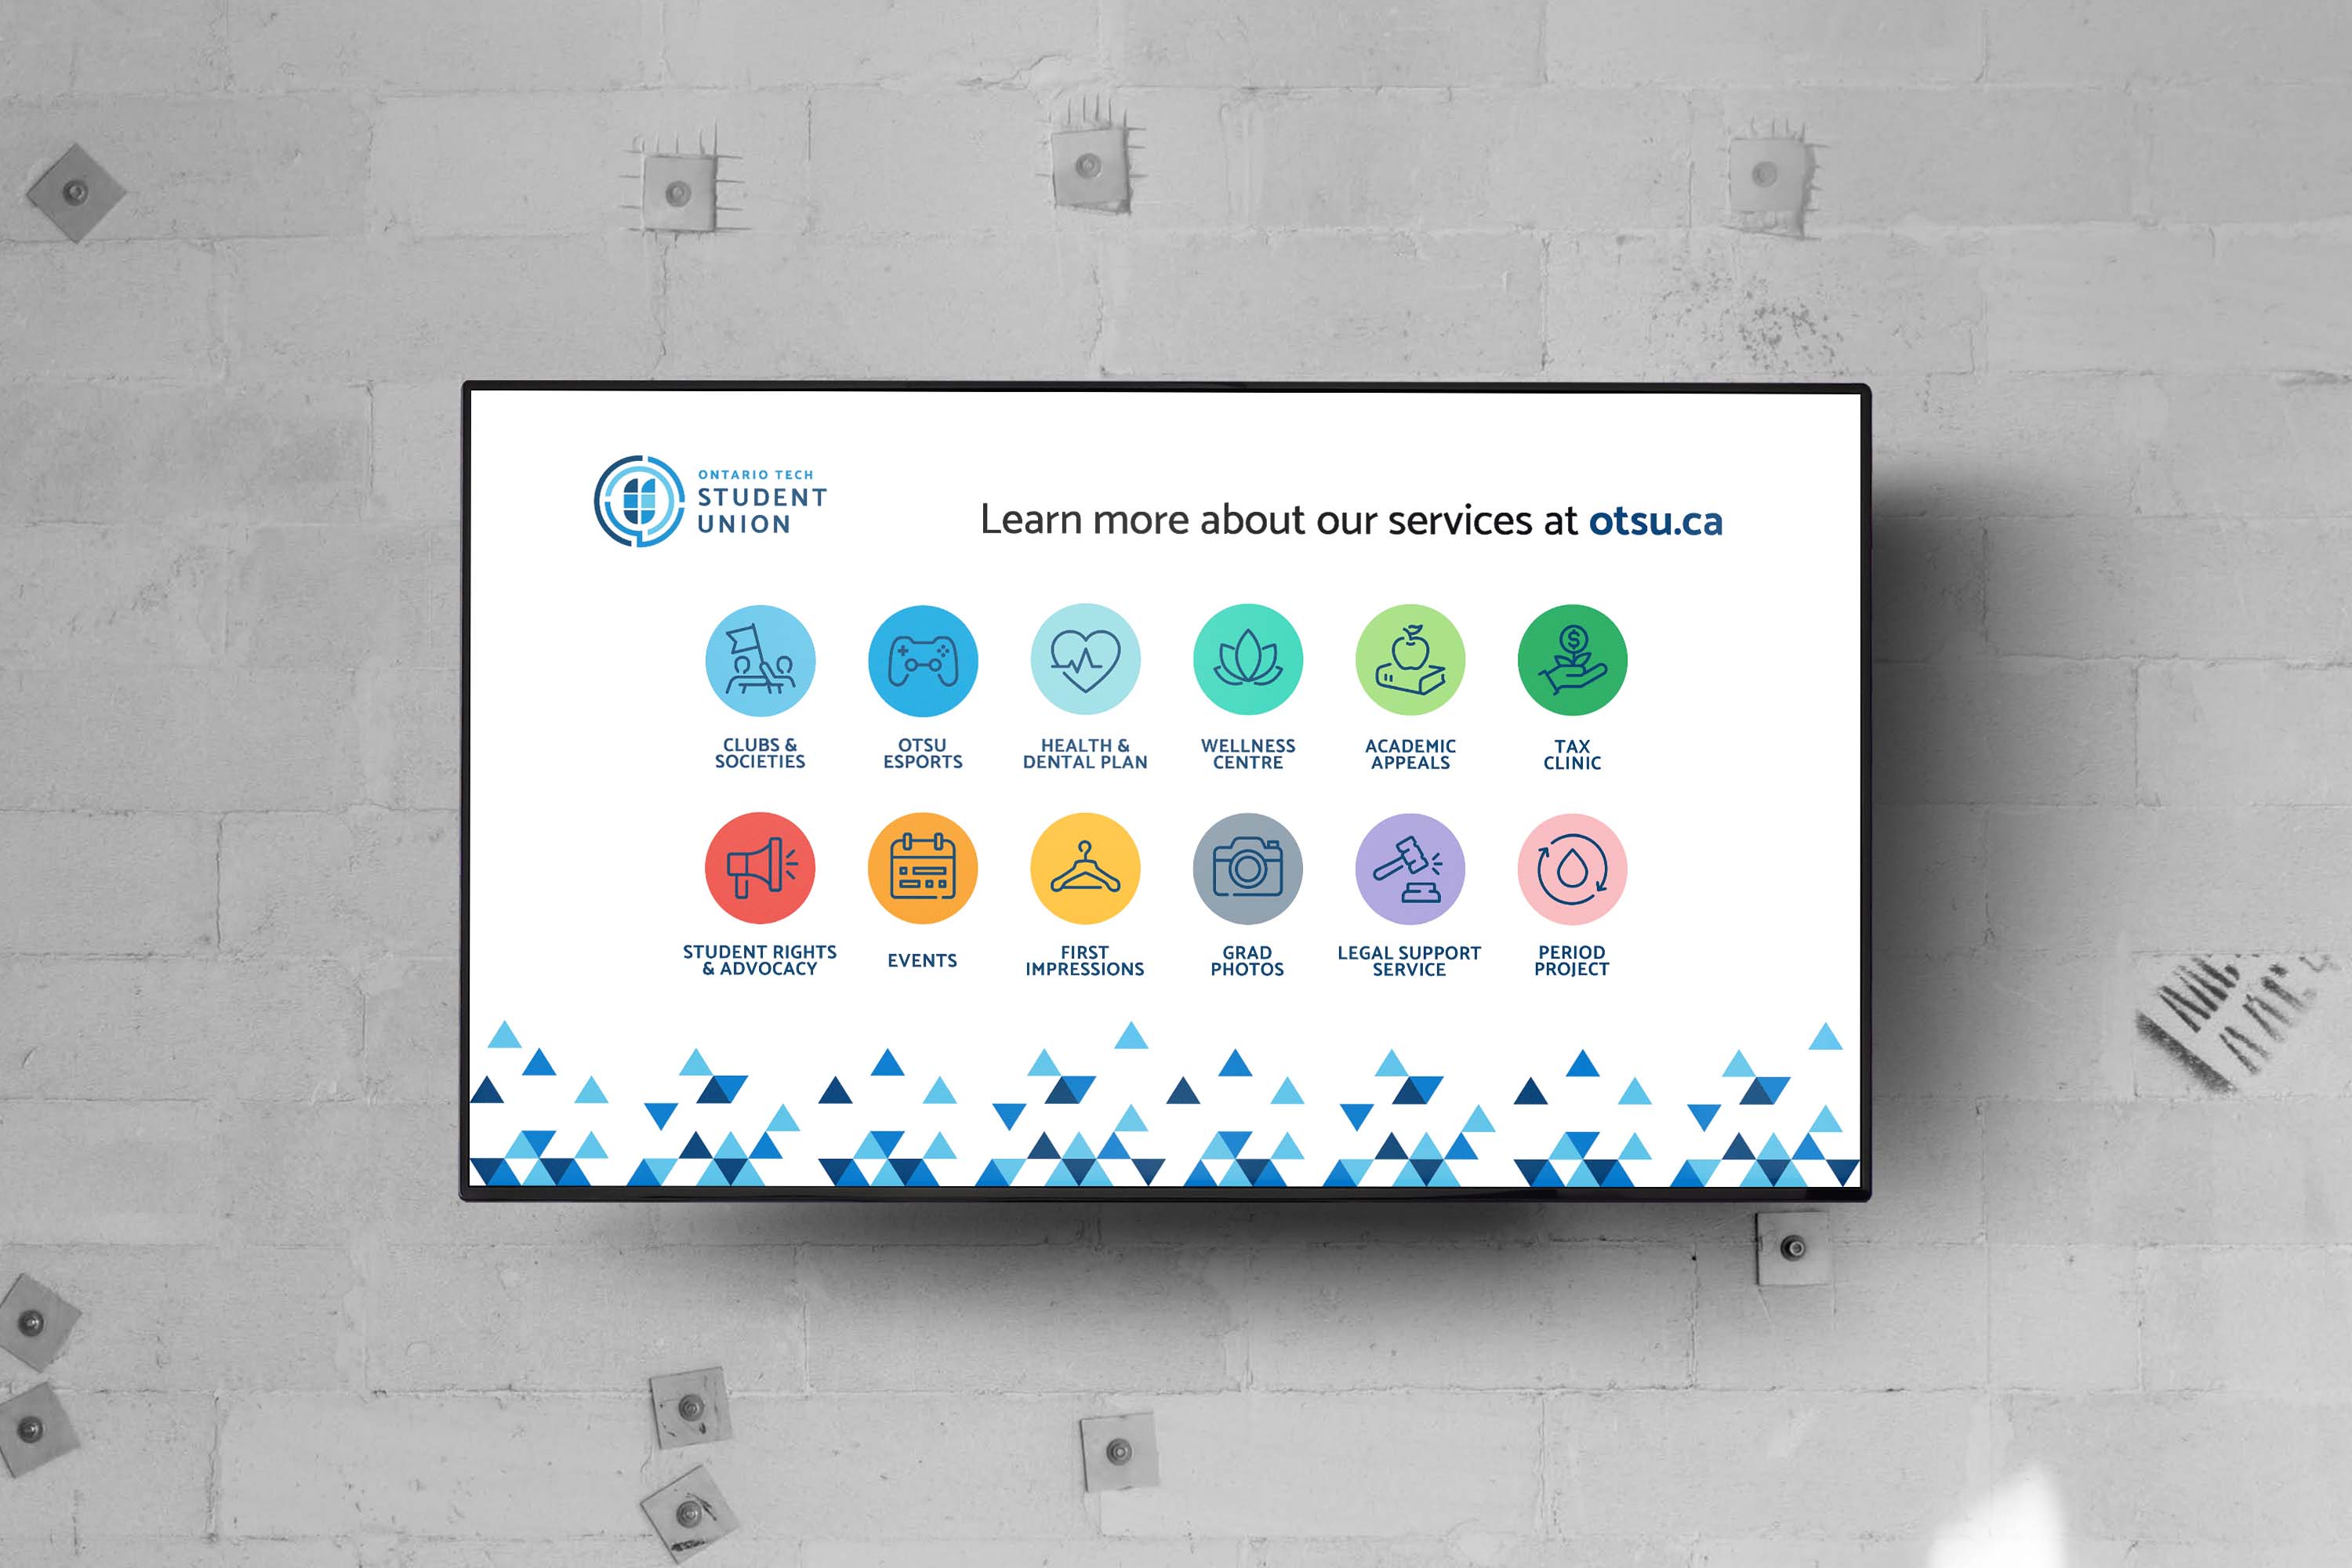 ONTARIO TECH
STUDENT
UNION
Learn more about our services at otsu.ca
CLUBS &
SOCIETIES
OTSU
ESPORTS
HEALTH &
DENTAL PLAN
WELLNESS
CENTRE
ACADEMIC
APPEALS
TAX
CLINIC
STUDENT RIGHTS
& ADVOCACY
EVENTS
FIRST
IMPRESSIONS
GRAD
PHOTOS
LEGAL SUPPORT
SERVICE
PERIOD
PROJECT